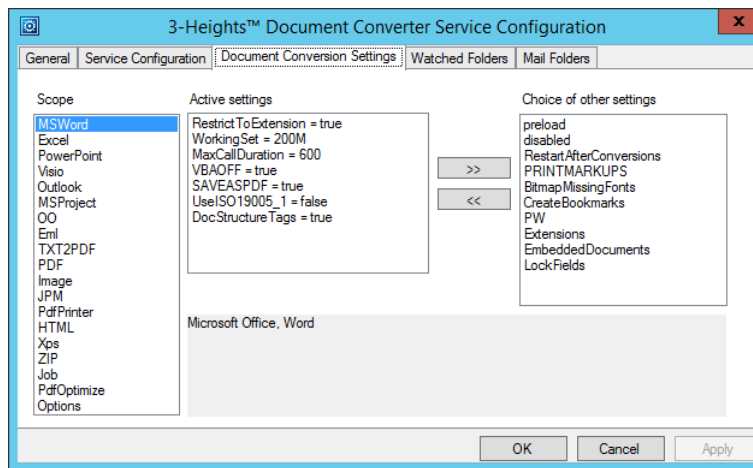 3-Heights™ Document Converter Service Configuration
x
General Service Configuration Document Conversion Settings Watched Folders Mail Folders
Scope
MSWord
Excel
PowerPoint
Visio
Outlook
MSProject
OO
Eml
TXT2PDF
PDF
Image
JPM
PdfPrinter
HTML
Xps
ZIP
Job
PdfOptimize
Options
Active settings
RestrictToExtension = true
WorkingSet = 200M
MaxCallDuration = 600
VBAOFF = true
SAVEASPDF = true
UseISO19005_1 = false
DocStructureTags = true
>>
<<
Choice of other settings
preload
disabled
RestartAfterConversions
PRINTMARKUPS
BitmapMissingFonts
CreateBookmarks
PW
Extensions
EmbeddedDocuments
LockFields
Microsoft Office, Word
OK Cancel Apply